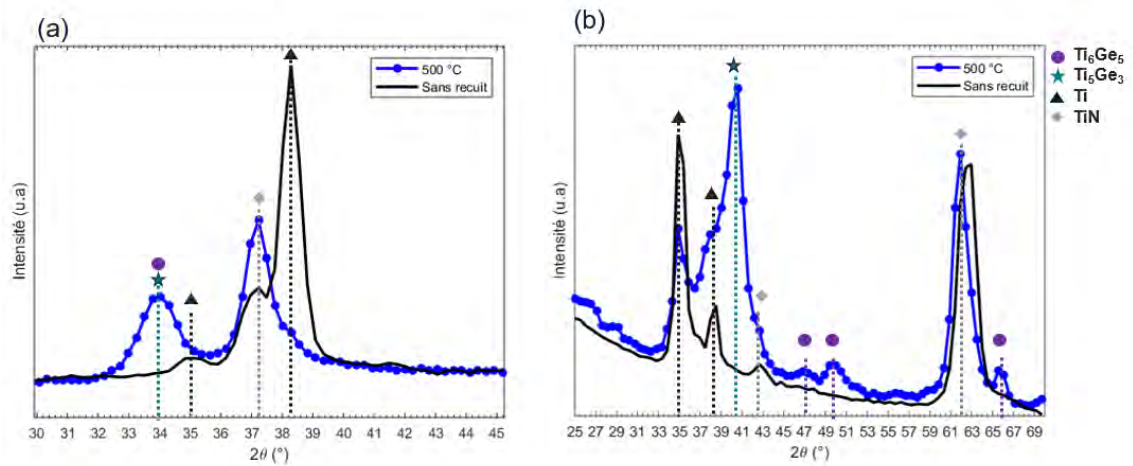 (a)
500 °C
Sans recuit
Intensité (u.a)
30 31 32 33 34 35 36 37 38 39 40 41 42 43 44 45
2θ (°)
(b)
500 °C
Sans recuit
Intensité (u.a)
25 27 29 31 33 35 37 39 41 43 45 47 49 51 53 55 57 59 61 63 65 67 69
2θ (°)
Ti6Ge5
Ti5Ge3
Ti
TiN